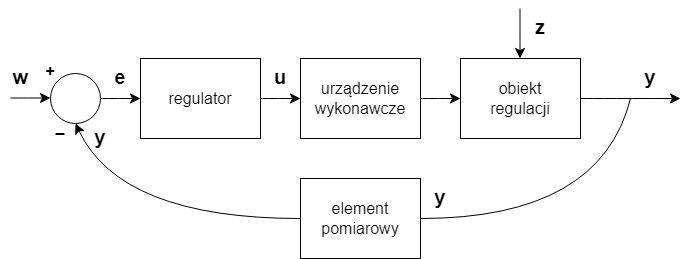 z
w
+
e
regulator
u
urządzenie
wykonawcze
obiekt
regulacji
y
−
y
element
pomiarowy
y